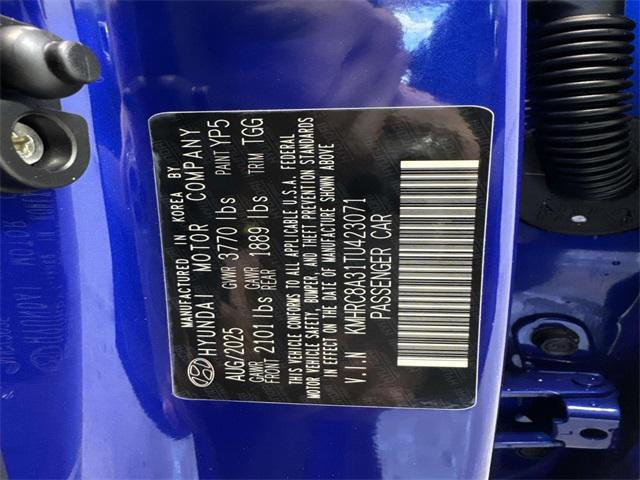 MANUFACTURED IN KOREA BY
HYUNDAI MOTOR COMPANY
AUG/2025 GVWR 3770 lbs PAINT YP5
GAWR FRONT 2101 lbs GAWR REAR 1889 lbs TRIM TGG
THIS CONFORMS TO ALL APPLICABLE U.S.A. FEDERAL
MOTOR VEHICLE SAFETY, BUMPER, AND THEFT PREVENTION STANDARDS
IN EFFECT ON THE DATE OF MANUFACTURE SHOWN ABOVE
V.I.N KMHRC8A31TU423071
PASSENGER CAR